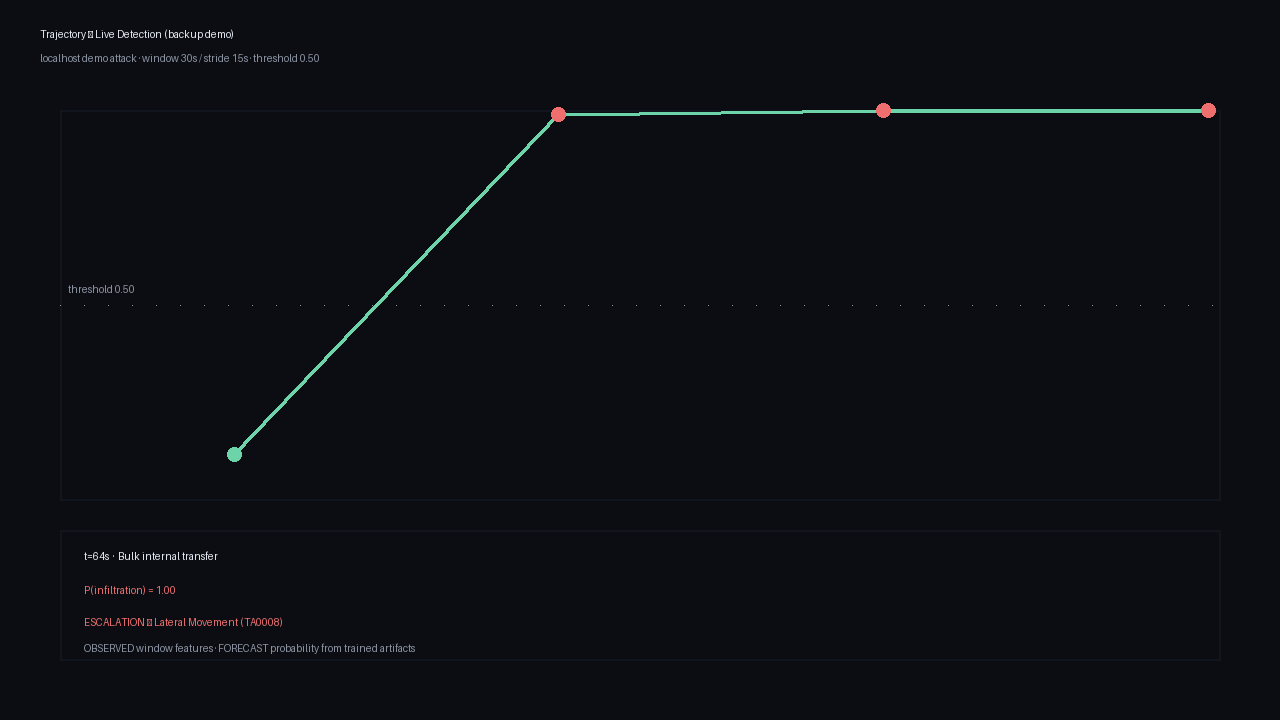 Trajectory▯Live Detection (backup demo)
localhost demo attack · window 30s / stride 15s · threshold 0.50
threshold 0.50
t=64s · Bulk internal transfer
P(infiltration) = 1.00
ESCALATION ▯ Lateral Movement (TA0008)
OBSERVED window features · FORECAST probability from trained artifacts